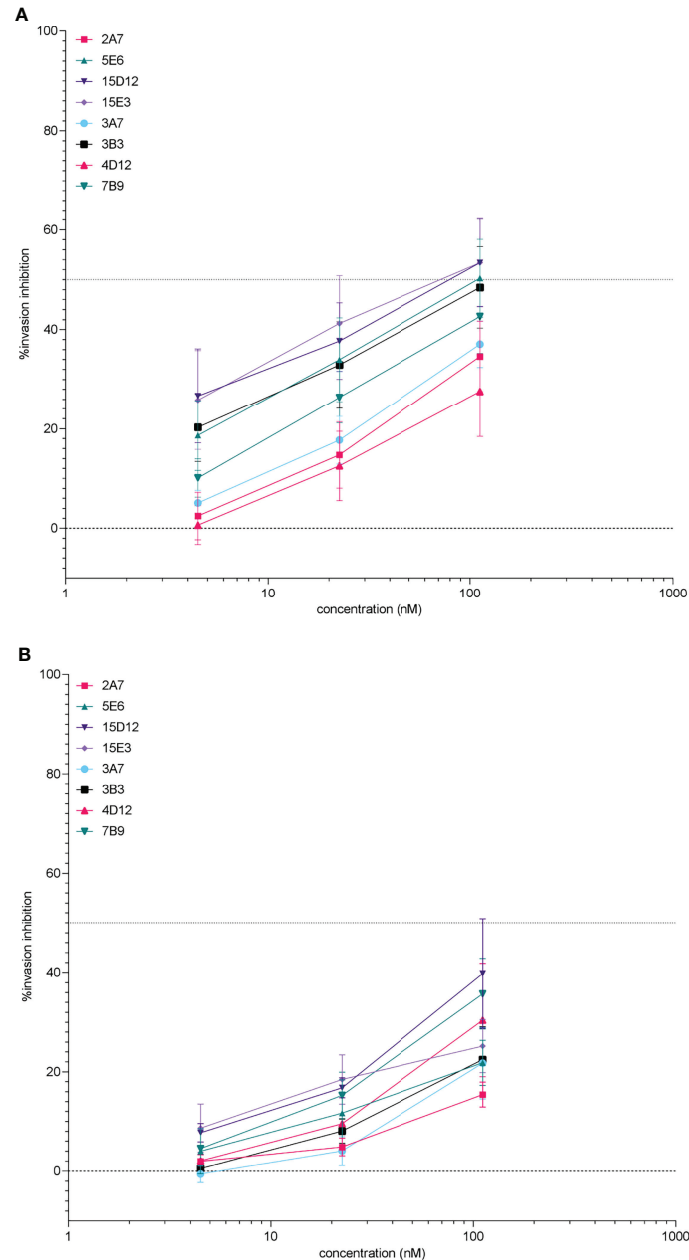 A
100
80
60
40
20
0
%invasion inhibition
2A7
5E6
15D12
15E3
3A7
3B3
4D12
7B9
1
10
100
1000
concentration (nM)
B
100
80
60
40
20
0
%invasion inhibition
2A7
5E6
15D12
15E3
3A7
3B3
4D12
7B9
1
10
100
1000
concentration (nM)